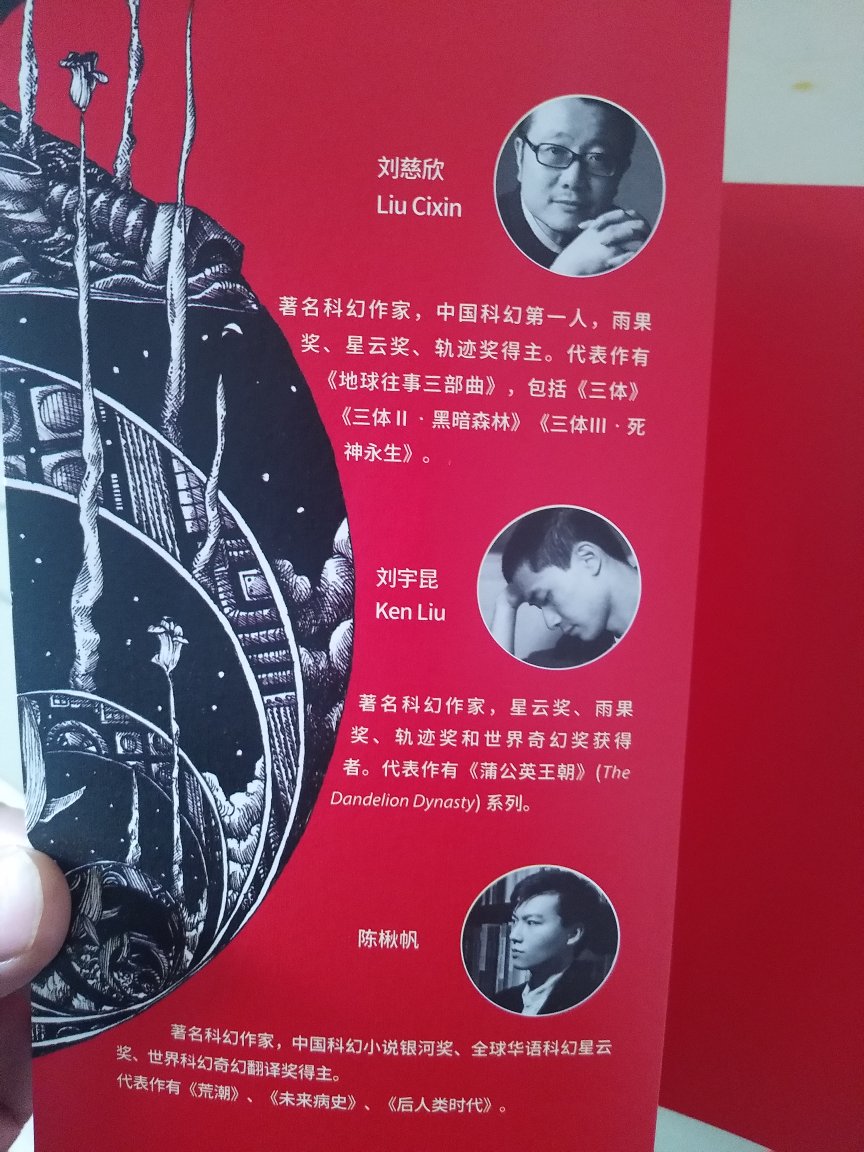 刘慈欣
Liu Cixin
著名科幻作家，中国科幻第一人，雨果
奖、星云奖、轨迹奖得主。代表作有
《地球往事三部曲》，包括《三体》
《三体Ⅱ·黑暗森林》《三体Ⅲ·死
神永生》。
刘宇昆
Ken Liu
著名科幻作家，星云奖、雨果
奖、轨迹奖和世界奇幻奖获得
者。代表作有《蒲公英王朝》(The
Dandelion Dynasty) 系列。
陈楸帆
著名科幻作家，中国科幻小说银河奖、全球华语科幻星云
奖、世界科幻奇幻翻译奖得主。
代表作有《荒潮》、《未来病史》、《后人类时代》。